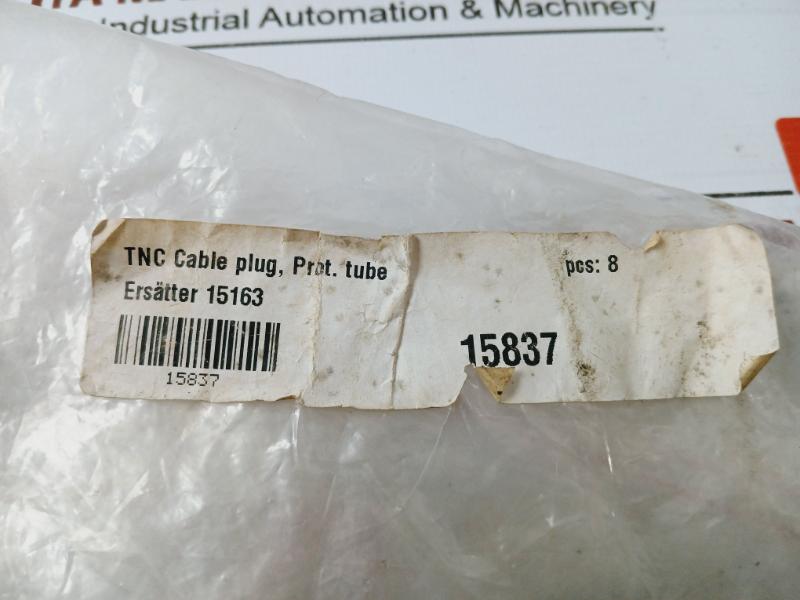 Industrial Automation & Machinery
TNC Cable plug, Prot. tube
pcs: 8
Ersätter 15163
15837
15837